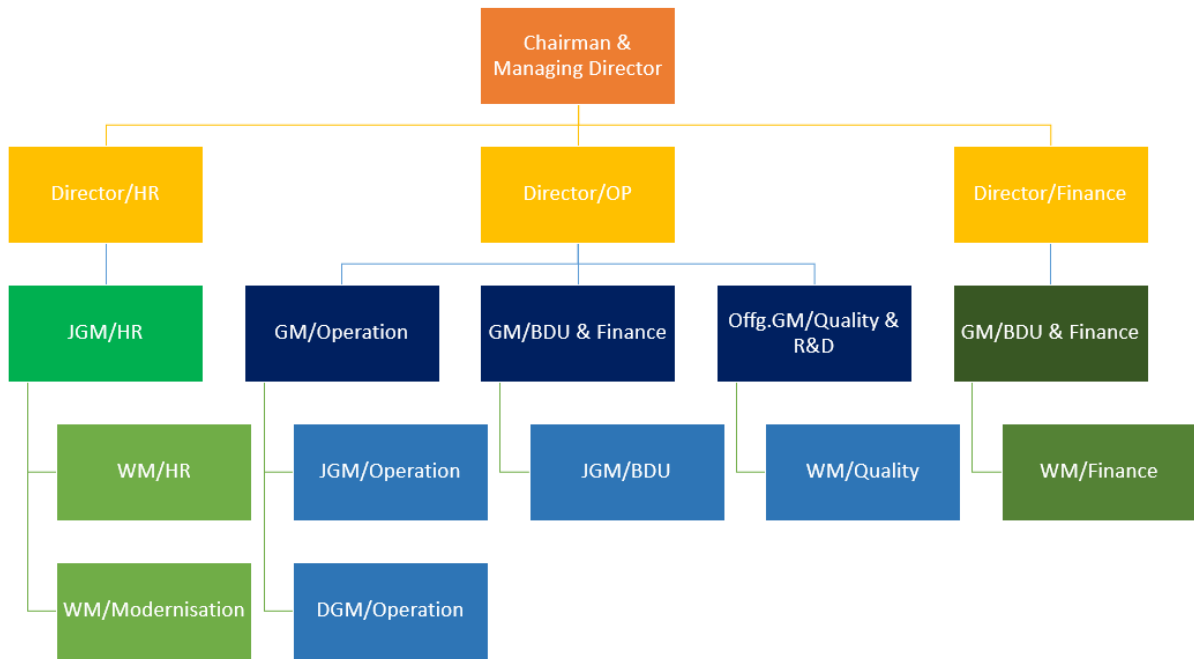 Chairman &
Managing Director
Director/HR
Director/OP
Director/Finance
JGM/HR
GM/Operation
GM/BDU & Finance
Offg.GM/Quality &
R&D
GM/BDU & Finance
WM/HR
JGM/Operation
JGM/BDU
WM/Quality
WM/Finance
WM/Modernisation
DGM/Operation